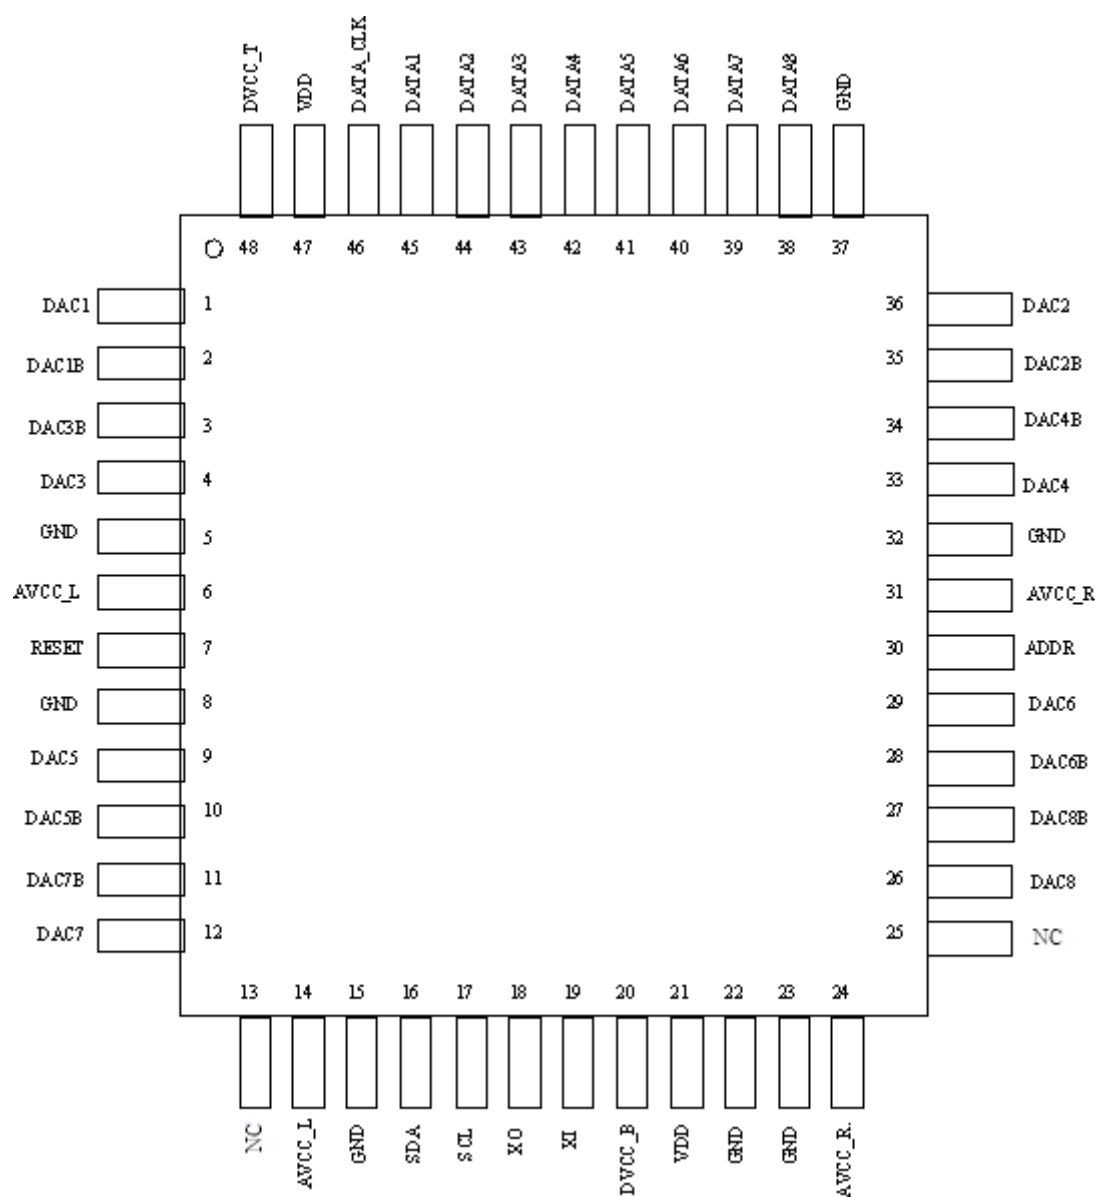 DVCC_T
VDD
DATA_CLK
DATA1
DATA2
DATA3
DATA4
DATA5
DATA6
DATA7
DATA8
GND
48 47 46 45 44 43 42 41 40 39 38 37
DAC1 1 36 DAC2
DAC1B 2 35 DAC2B
DAC3B 3 34 DAC4B
DAC3 4 33 DAC4
GND 5 32 GND
AVCC_L 6 31 AVCC_R
RESET 7 30 ADDR
GND 8 29 DAC6
DAC5 9 28 DAC6B
DAC5B 10 27 DAC8B
DAC7B 11 26 DAC8
DAC7 12 25 NC
13 14 15 16 17 18 19 20 21 22 23 24
NC
AVCC_L
GND
SDA
SCL
XO
XI
DVCC_B
VDD
GND
GND
AVCC_R